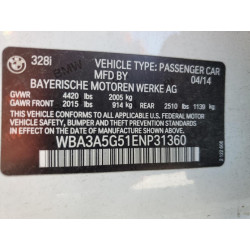 328i VEHICLE TYPE: PASSENGER CAR
MFD BY 04/14
BAYERISCHE MOTOREN WERKE AG
GVWR 4420 lbs 2005 kg
GAWR FRONT 2015 lbs 914 kg REAR 2510 lbs 1139 kg
THIS VEHICLE CONFORMS TO ALL APPLICABLE
FEDERAL MOTOR VEHICLE SAFETY, BUMPER,
AND THEFT PREVENTION STANDARDS IN
EFFECT ON THE DATE OF MANUFACTURE SHOWN ABOVE
WBA3A5G51ENP31360